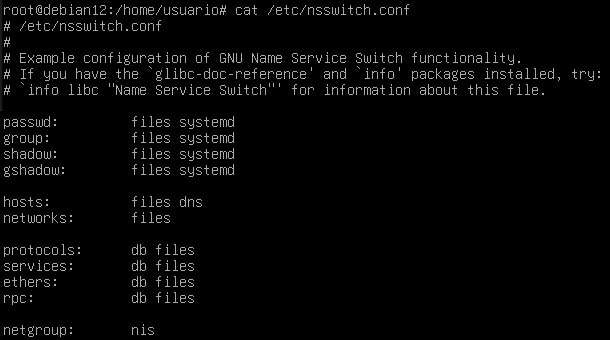 root@debian12:/home/usuario# cat /etc/nsswitch.conf
# /etc/nsswitch.conf
#
# Example configuration of GNU Name Service Switch functionality.
# If you have the `glibc-doc-reference' and `info' packages installed, try:
# `info libc "Name Service Switch"' for information about this file.

passwd:         files systemd
group:          files systemd
shadow:         files systemd
gshadow:        files systemd

hosts:          files dns
networks:       files

protocols:      db files
services:       db files
ethers:         db files
rpc:            db files

netgroup:       nis